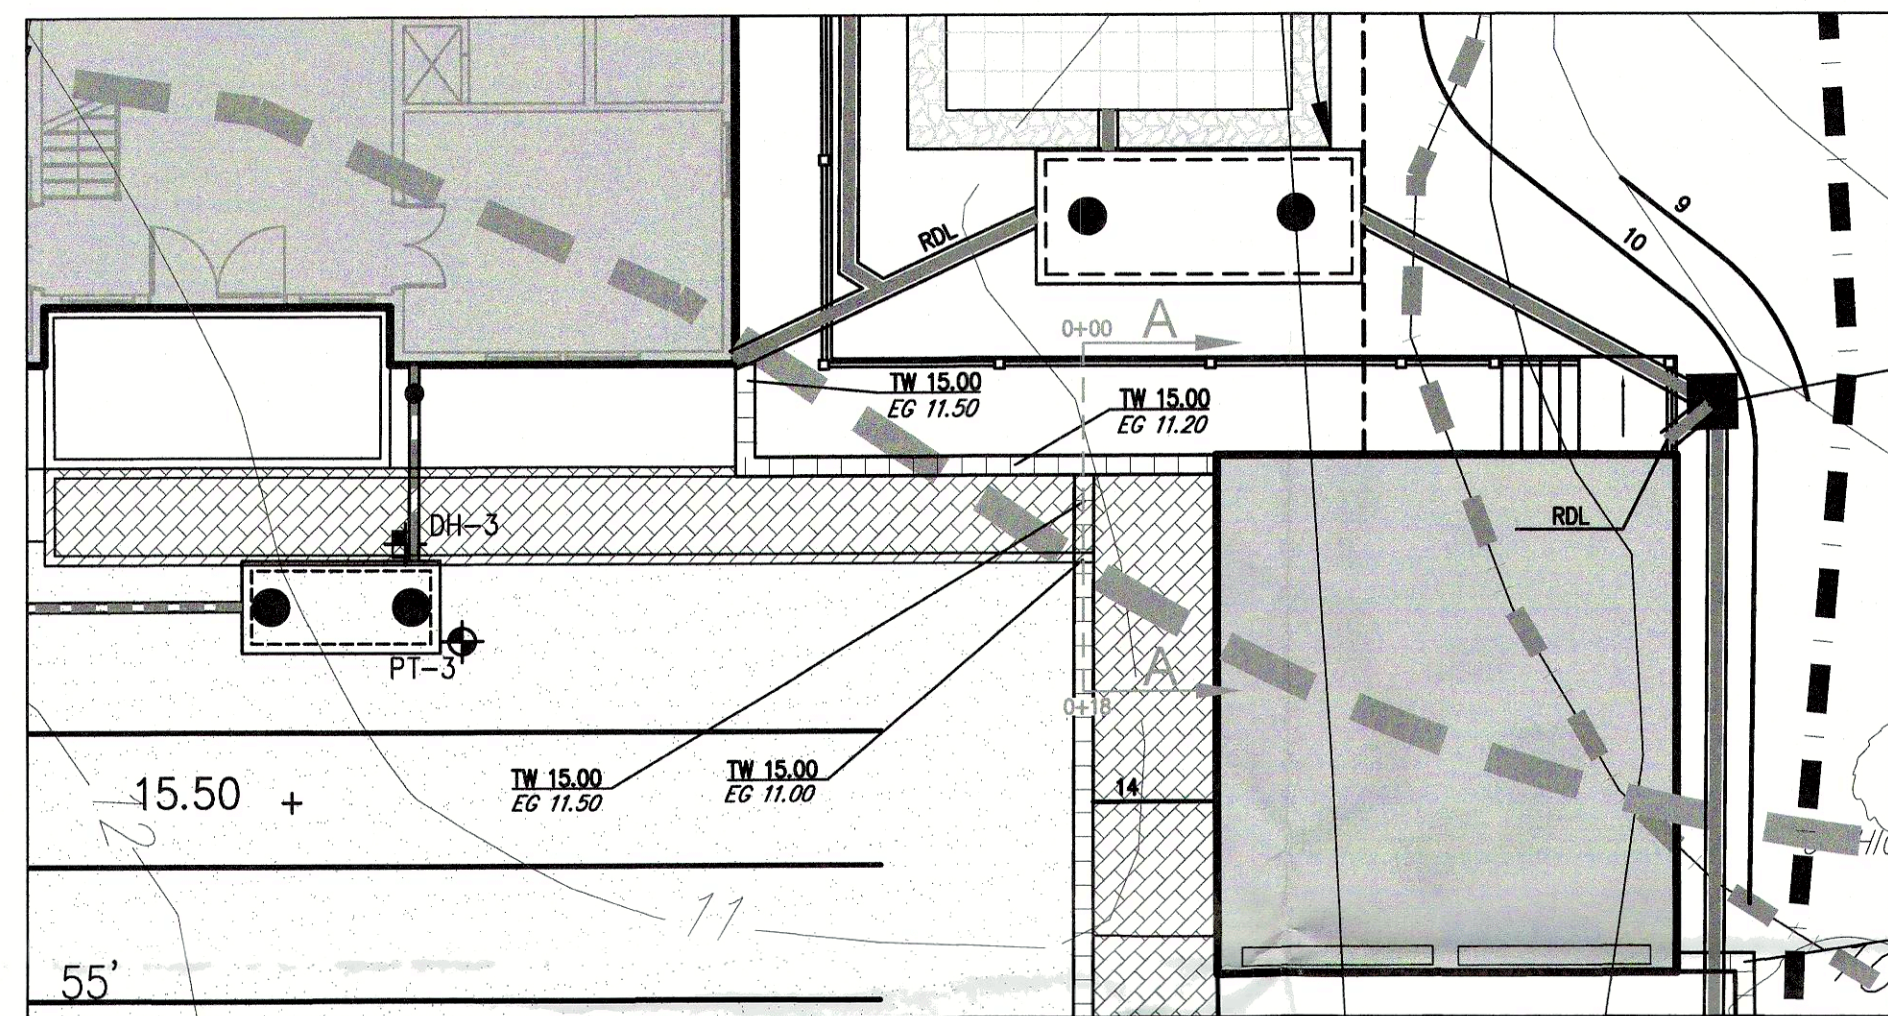 9
10
RDL
0+00 A
TW 15.00
EG 11.50
TW 15.00
EG 11.20
DH-3
RDL
PT-3
A
0+18
TW 15.00
EG 11.50
TW 15.00
EG 11.00
15.50 +
14
12
11
55'